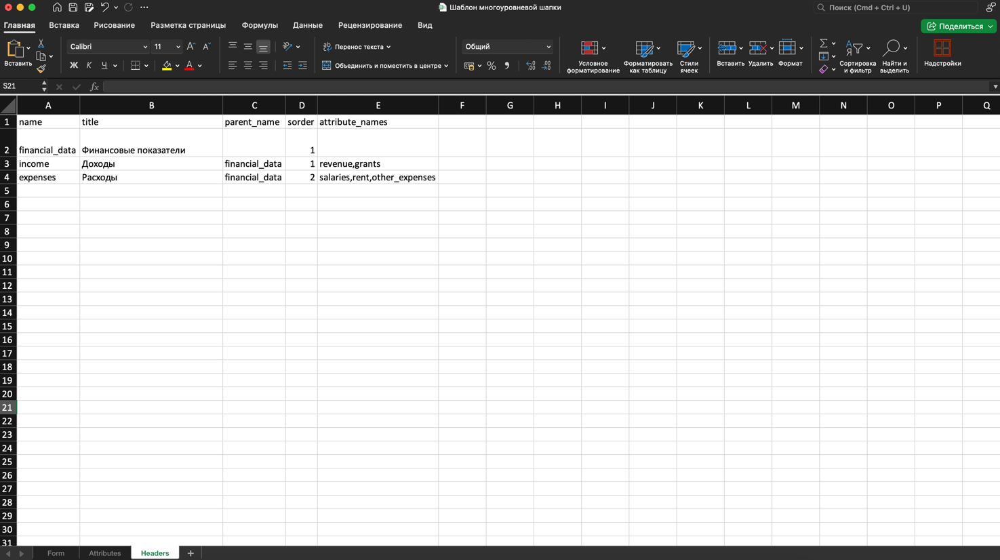 Шаблон многоуровневой шапки
Поиск (Cmd + Ctrl + U)
Главная Вставка Рисование Разметка страницы Формулы Данные Рецензирование Вид Поделиться
Вставить
Calibri 11
Ж К Ч
Перенос текста
Объединить и поместить в центре
Общий
Условное форматирование
Форматировать как таблицу
Стили ячеек
Вставить Удалить Формат
Сортировка и фильтр
Найти и выделить
Надстройки
S21 fx
A B C D E F G H I J K L M N O P Q
1 name title parent_name sorder attribute_names
2 financial_data Финансовые показатели 1
3 income Доходы financial_data 1 revenue,grants
4 expenses Расходы financial_data 2 salaries,rent,other_expenses
5
6
7
8
9
10
11
12
13
14
15
16
17
18
19
20
21
22
23
24
25
26
27
28
29
30
31
Form Attributes Headers +